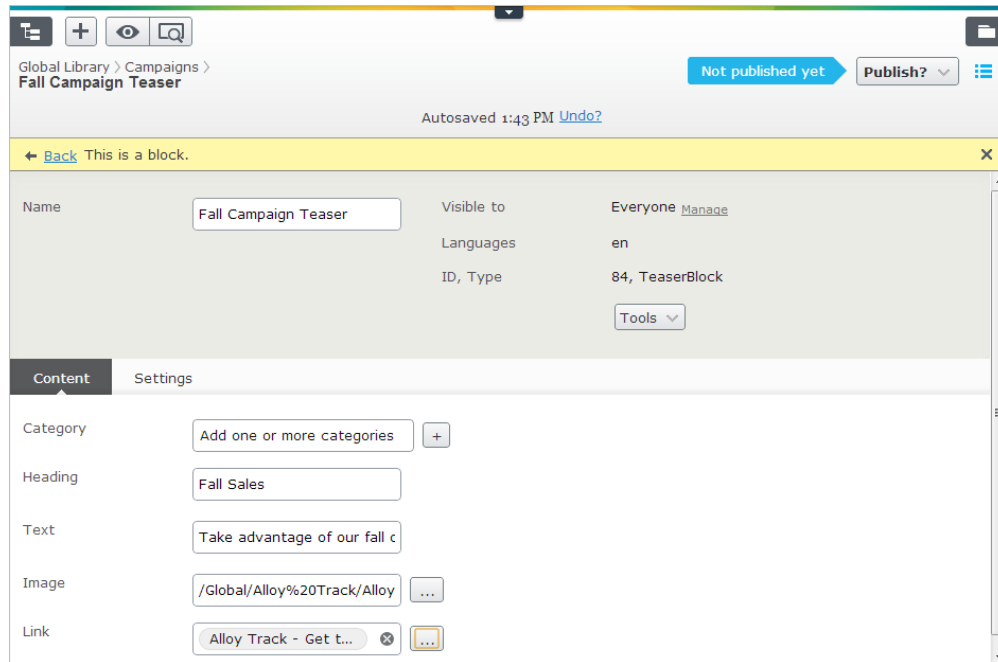 Global Library > Campaigns >
Fall Campaign Teaser
Not published yet
Publish?
Autosaved 1:43 PM Undo?
Back This is a block.
Name
Fall Campaign Teaser
Visible to
Everyone Manage
Languages
en
ID, Type
84, TeaserBlock
Tools
Content Settings
Category
Add one or more categories
+
Heading
Fall Sales
Text
Take advantage of our fall
Image
/Global/Alloy%20Track/Alloy
...
Link
Alloy Track - Get t...
...